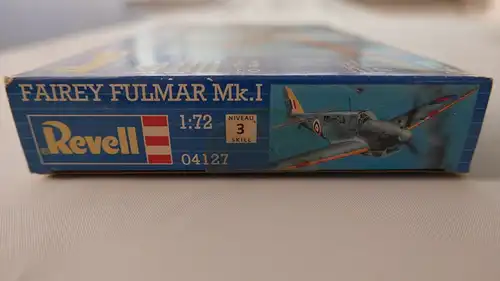 FAIREY FULMAR Mk.I
Revell
1:72
NIVEAU
3
SKILL
04127